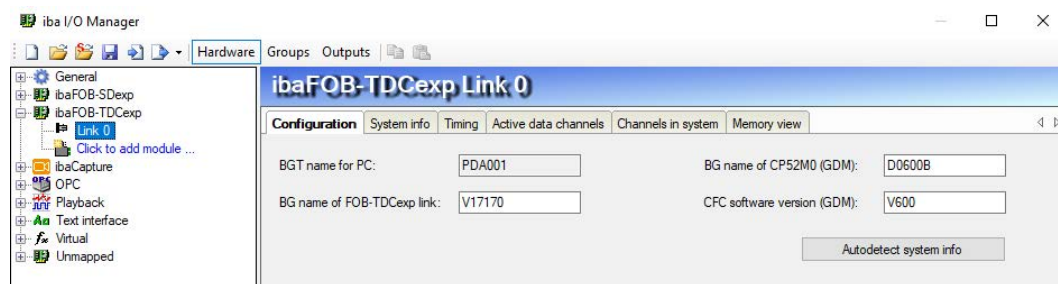 iba I/O Manager
Hardware Groups Outputs
General
ibaFOB-SDexp
ibaFOB-TDCexp
Link 0
Click to add module ...
ibaCapture
OPC
Playback
Text interface
Virtual
Unmapped
ibaFOB-TDCexp Link 0
Configuration System info Timing Active data channels Channels in system Memory view
BGT name for PC: PDA001 BG name of CP52M0 (GDM): D0600B
BG name of FOB-TDCexp link: V17170 CFC software version (GDM): V600
Autodetect system info